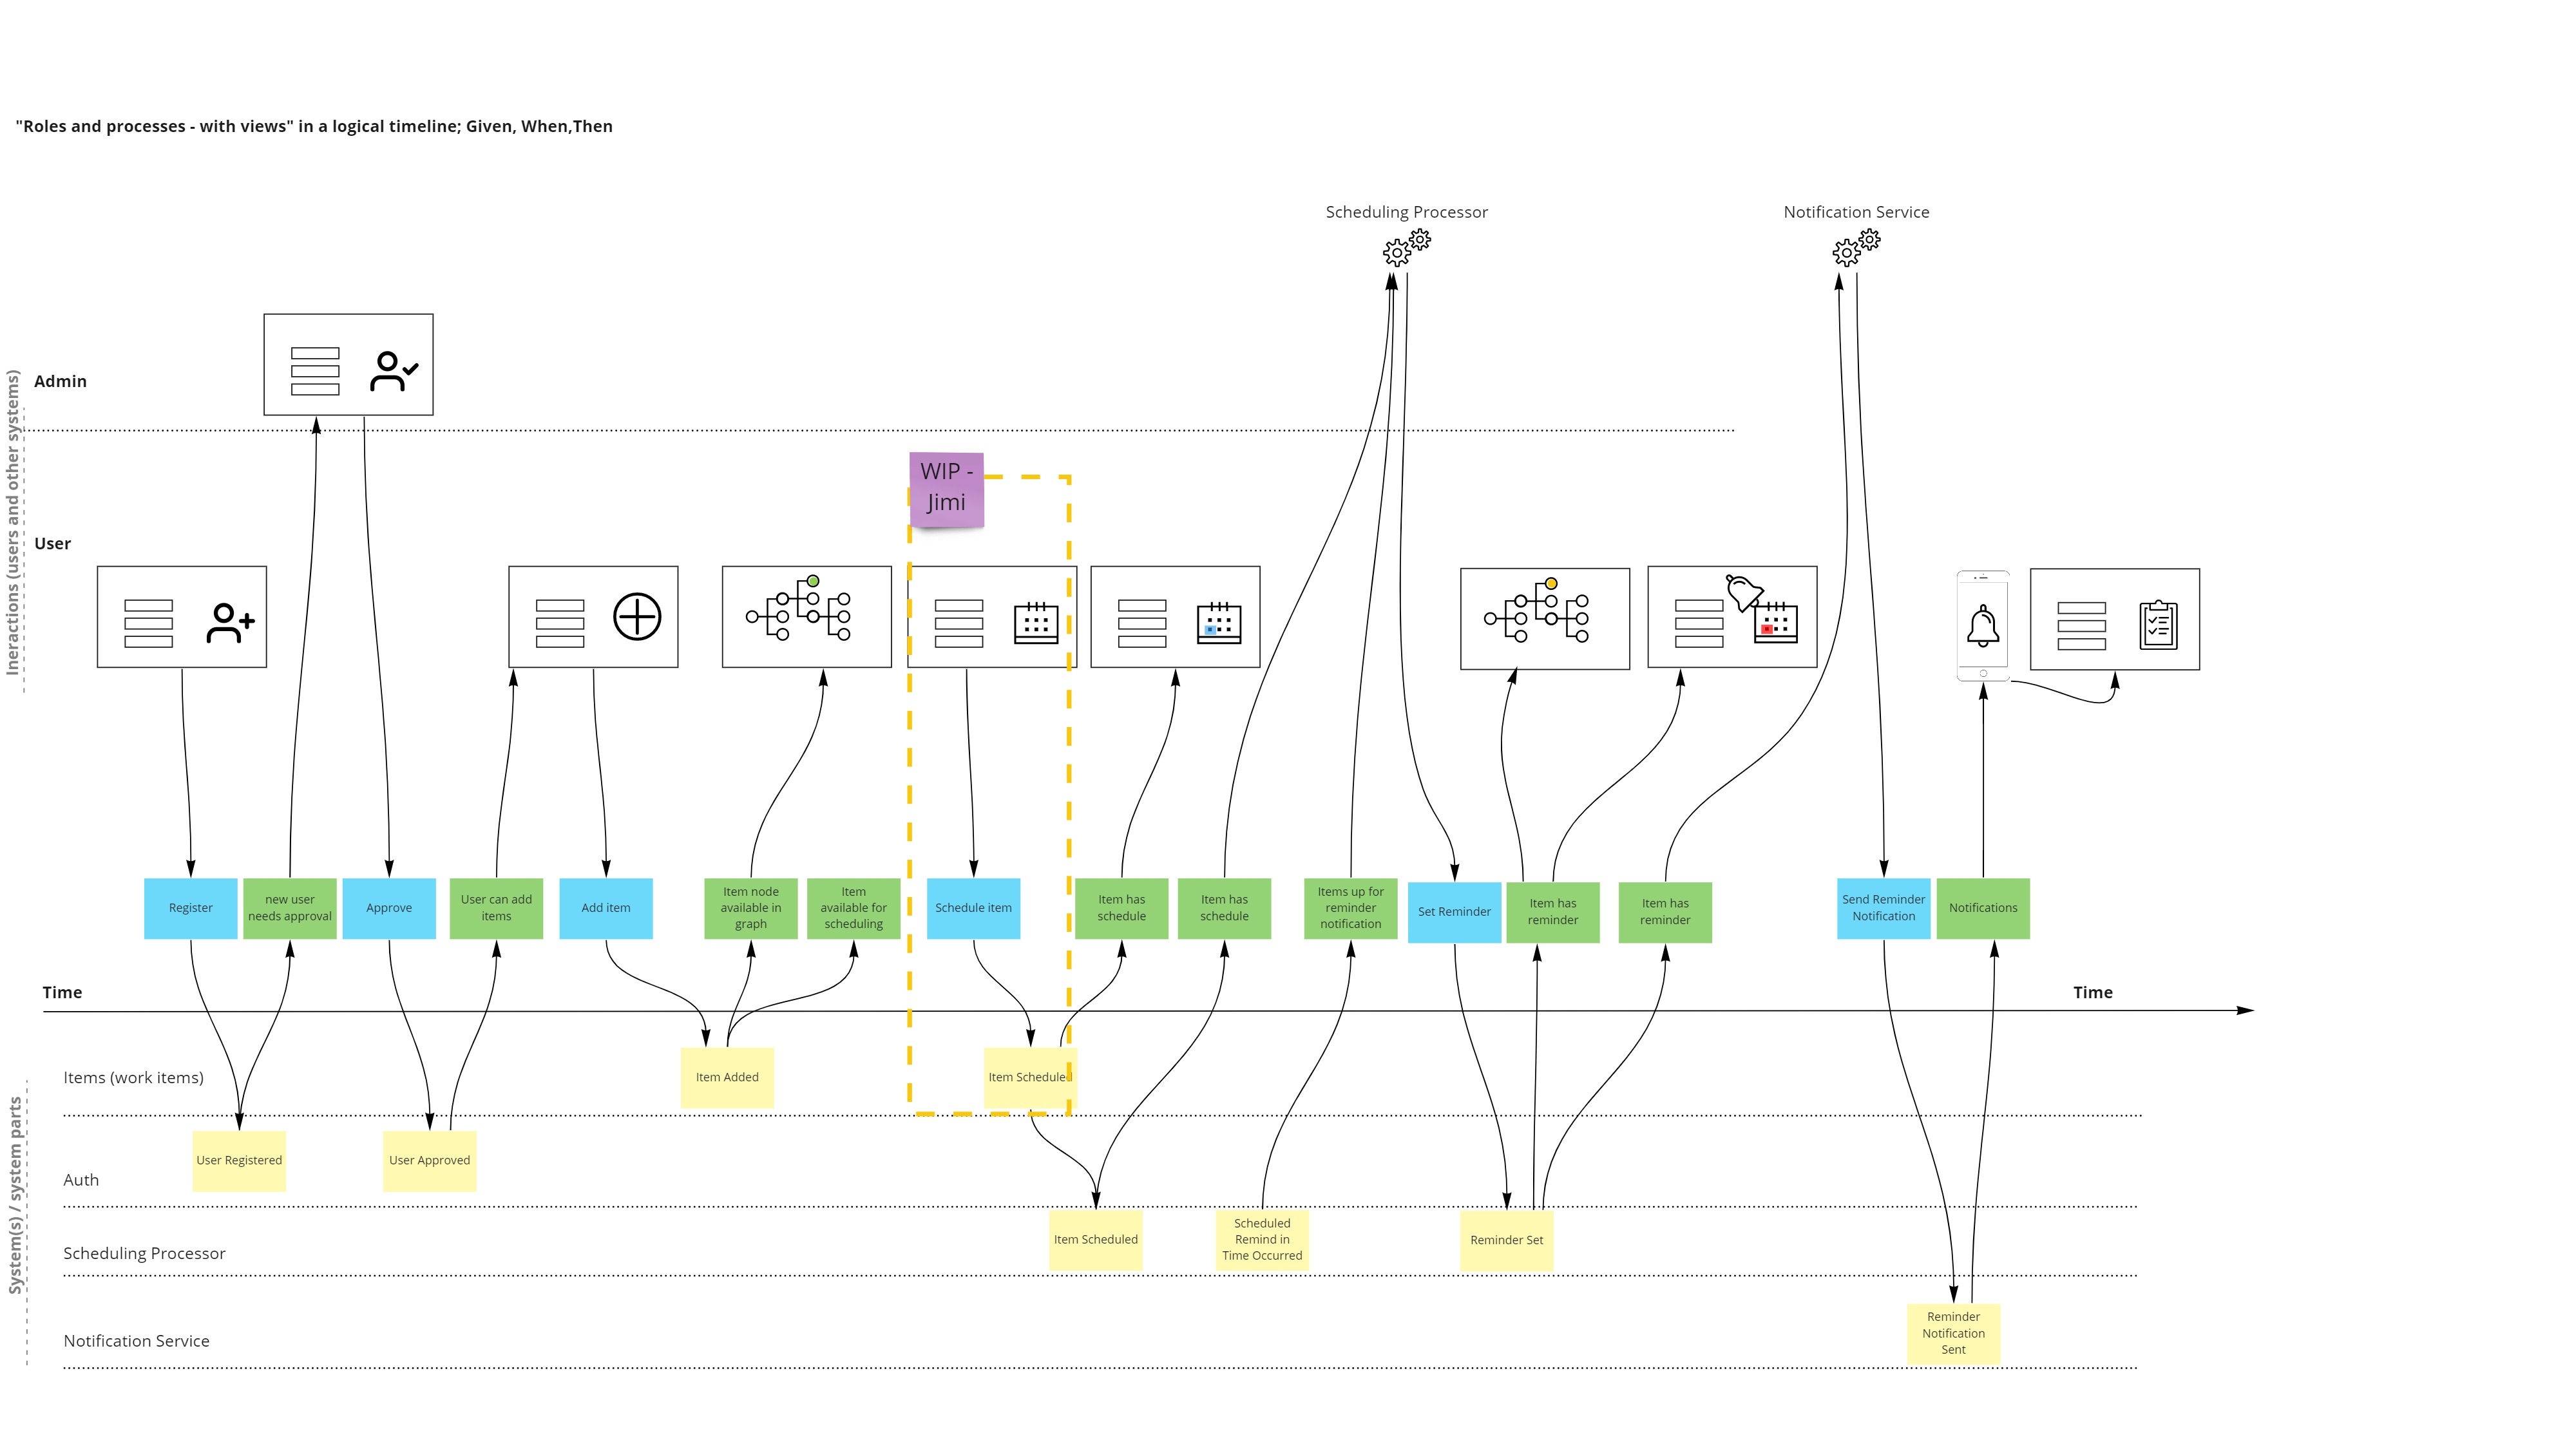 "Roles and processes - with views" in a logical timeline; Given, When,Then
Scheduling Processor
Notification Service
Ineractions (users and other systems)
Admin
WIP -
Jimi
User
Register
new user
needs approval
Approve
User can add
items
Add item
Item node
available in
graph
Item
available for
scheduling
Schedule item
Item has
schedule
Item has
schedule
Items up for
reminder
notification
Set Reminder
Item has
reminder
Item has
reminder
Send Reminder
Notification
Notifications
Time
Time
System(s) / system parts
Items (work items)
Item Added
Item Scheduled
Auth
User Registered
User Approved
Scheduling Processor
Item Scheduled
Scheduled
Remind in
Time Occurred
Reminder Set
Notification Service
Reminder
Notification
Sent